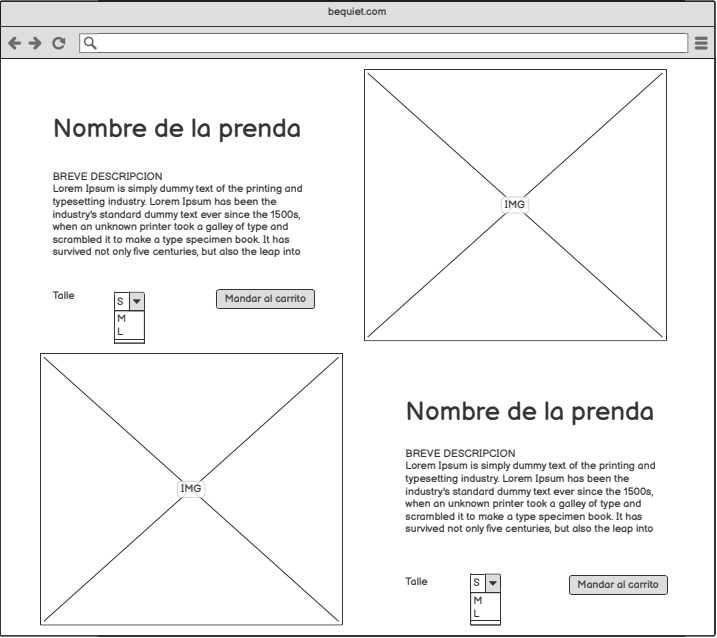 bequiet.com
Nombre de la prenda
BREVE DESCRIPCION
Lorem Ipsum is simply dummy text of the printing and
typesetting industry. Lorem Ipsum has been the
industry's standard dummy text ever since the 1500s,
when an unknown printer took a galley of type and
scrambled it to make a type specimen book. It has
survived not only five centuries, but also the leap into
Talle
S
M
L
Mandar al carrito
IMG
IMG
Nombre de la prenda
BREVE DESCRIPCION
Lorem Ipsum is simply dummy text of the printing and
typesetting industry. Lorem Ipsum has been the
industry's standard dummy text ever since the 1500s,
when an unknown printer took a galley of type and
scrambled it to make a type specimen book. It has
survived not only five centuries, but also the leap into
Talle
S
M
L
Mandar al carrito